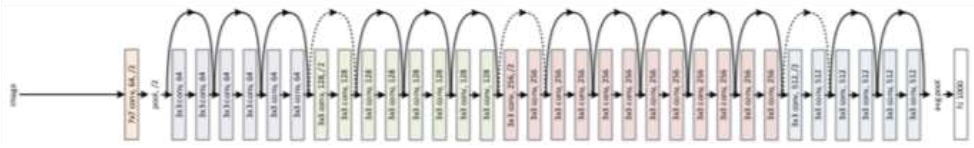 image
7x7 conv, 64, /2
pool, /2
3x3 conv, 64
3x3 conv, 64
3x3 conv, 64
3x3 conv, 64
3x3 conv, 64
3x3 conv, 64
3x3 conv, 128, /2
3x3 conv, 128
3x3 conv, 128
3x3 conv, 128
3x3 conv, 128
3x3 conv, 128
3x3 conv, 128
3x3 conv, 128
3x3 conv, 256, /2
3x3 conv, 256
3x3 conv, 256
3x3 conv, 256
3x3 conv, 256
3x3 conv, 256
3x3 conv, 256
3x3 conv, 256
3x3 conv, 256
3x3 conv, 256
3x3 conv, 256
3x3 conv, 256
3x3 conv, 512, /2
3x3 conv, 512
3x3 conv, 512
3x3 conv, 512
3x3 conv, 512
3x3 conv, 512
avg pool
fc 1000